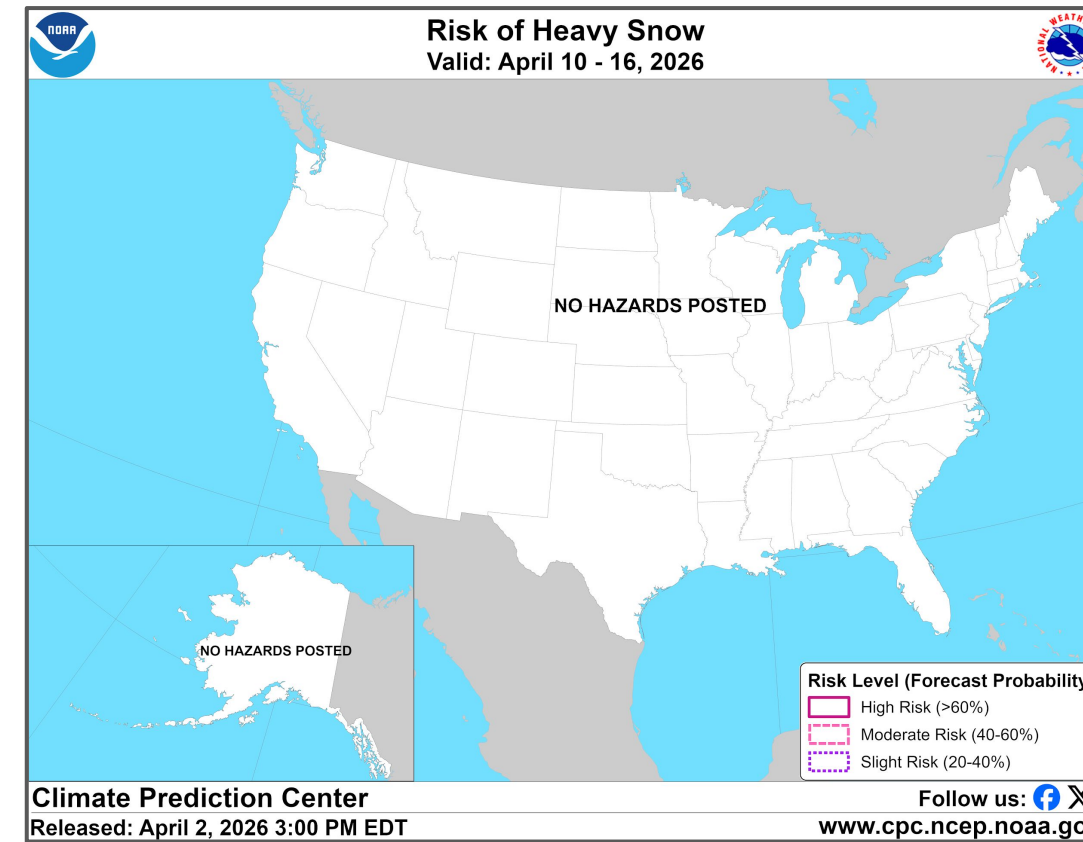 NOAA
Risk of Heavy Snow
Valid: April 10 - 16, 2026
NATIONAL WEATH
NO HAZARDS POSTED
NO HAZARDS POSTED
Risk Level (Forecast Probability
High Risk (>60%)
Moderate Risk (40-60%)
Slight Risk (20-40%)
Climate Prediction Center
Follow us:
Released: April 2, 2026 3:00 PM EDT
www.cpc.ncep.noaa.go